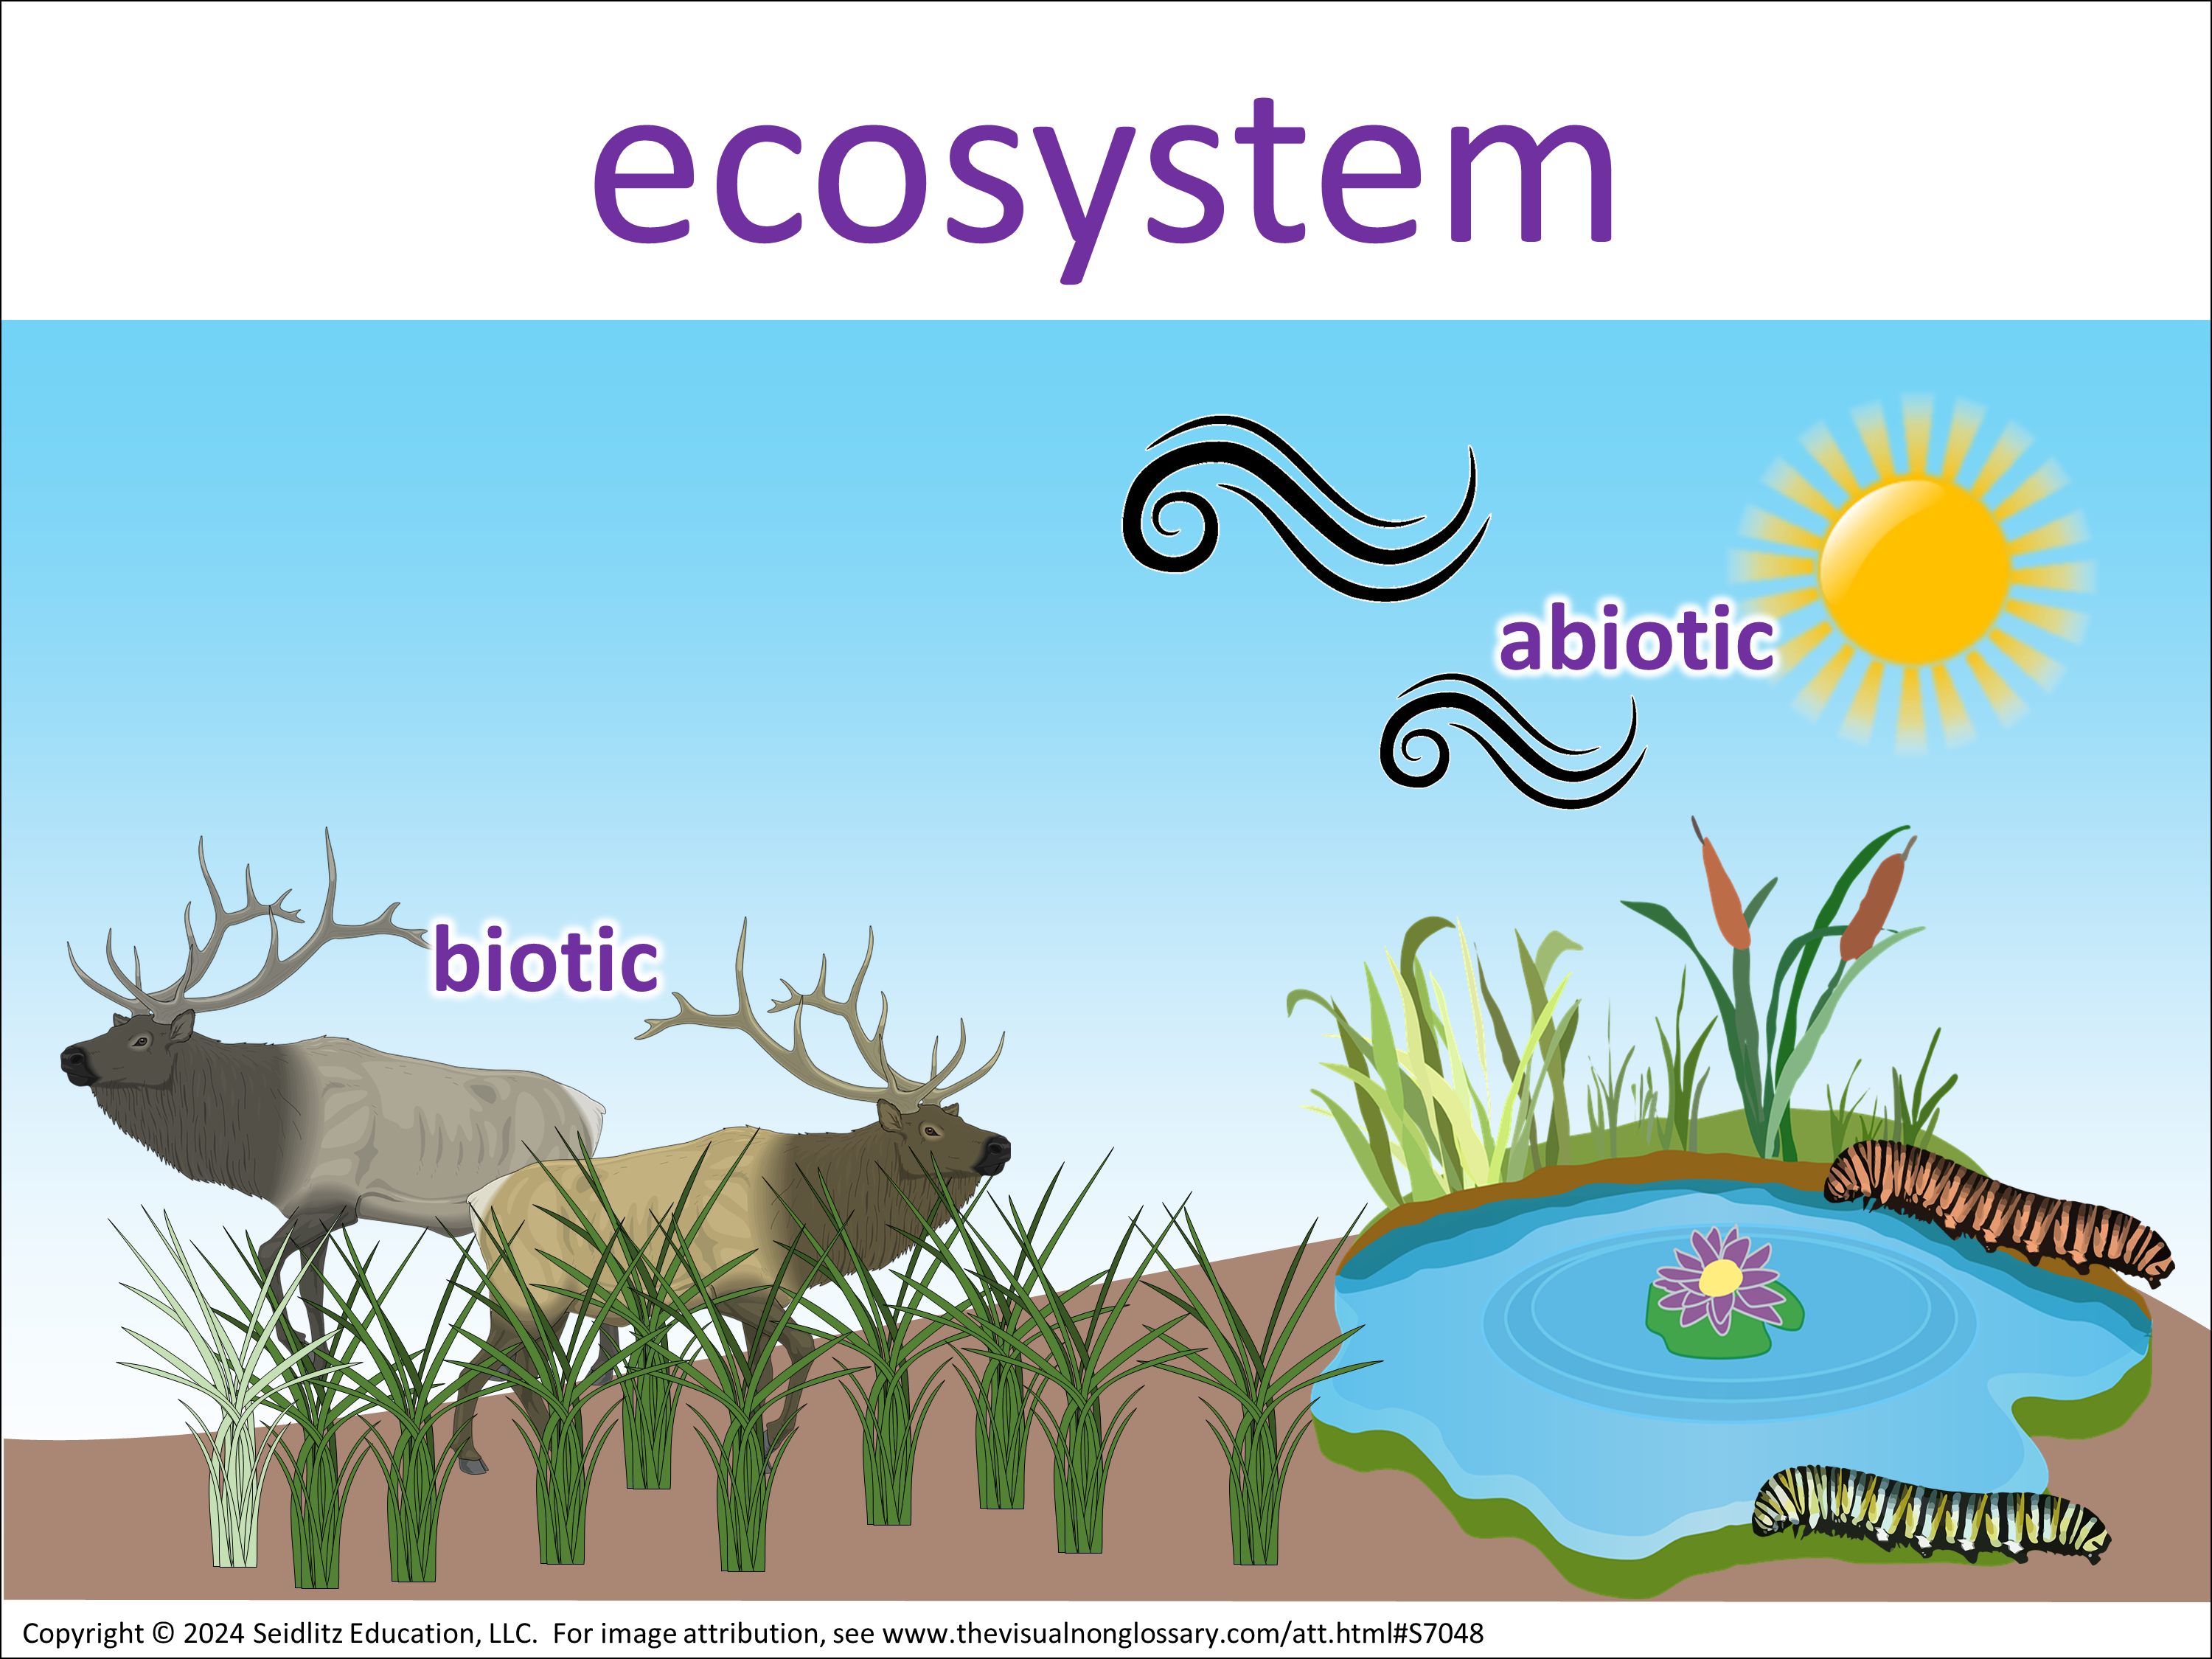 ecosystem
abiotic
biotic
Copyright © 2024 Seidlitz Education, LLC.  For image attribution, see www.thevisualnonglossary.com/att.html#S7048